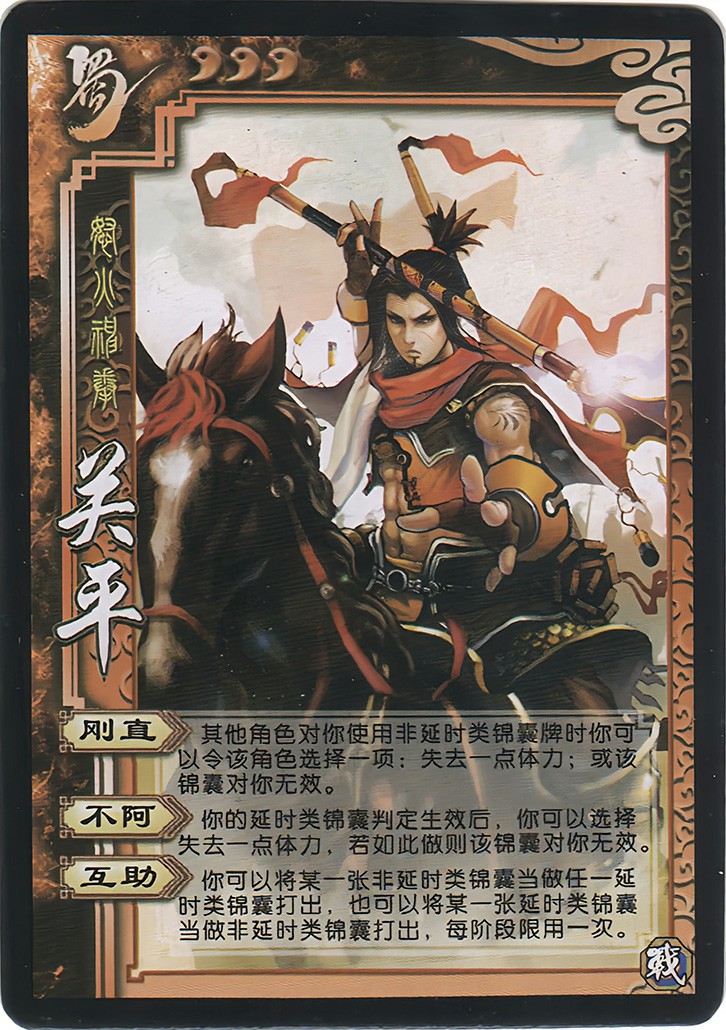 蜀
怒火神拳
关平
刚直
其他角色对你使用非延时类锦囊牌时你可
以令该角色选择一项：失去一点体力；或该
锦囊对你无效。
不阿
你的延时类锦囊判定生效后，你可以选择
失去一点体力，若如此做则该锦囊对你无效。
互助
你可以将某一张非延时类锦囊当做任一延
时类锦囊打出，也可以将某一张延时类锦囊
当做非延时类锦囊打出，每阶段限用一次。
戰